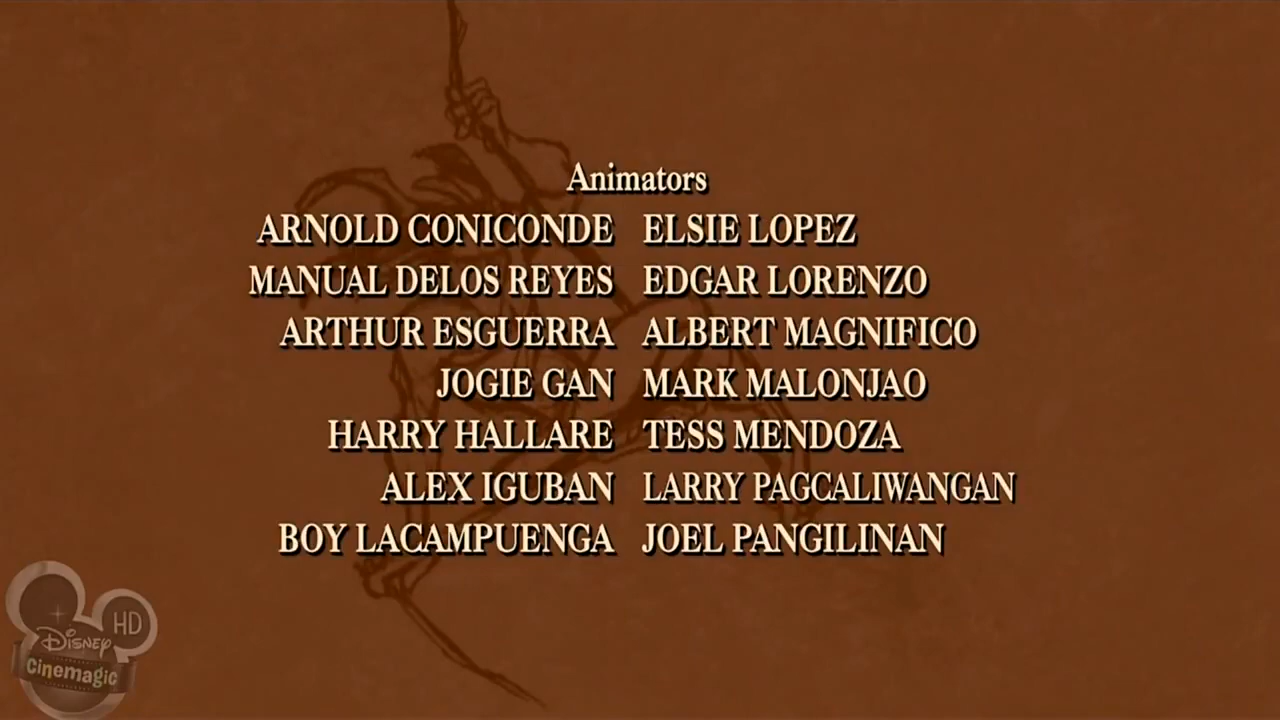 Animators
ARNOLD CONICONDE ELSIE LOPEZ
MANUAL DELOS REYES EDGAR LORENZO
ARTHUR ESGUERRA ALBERT MAGNIFICO
JOGIE GAN MARK MALONJAO
HARRY HALLARE TESS MENDOZA
ALEX IGUBAN LARRY PAGCALIWANGAN
BOY LACAMPUENGA JOEL PANGILINAN
HD
Disney
Cinemagic